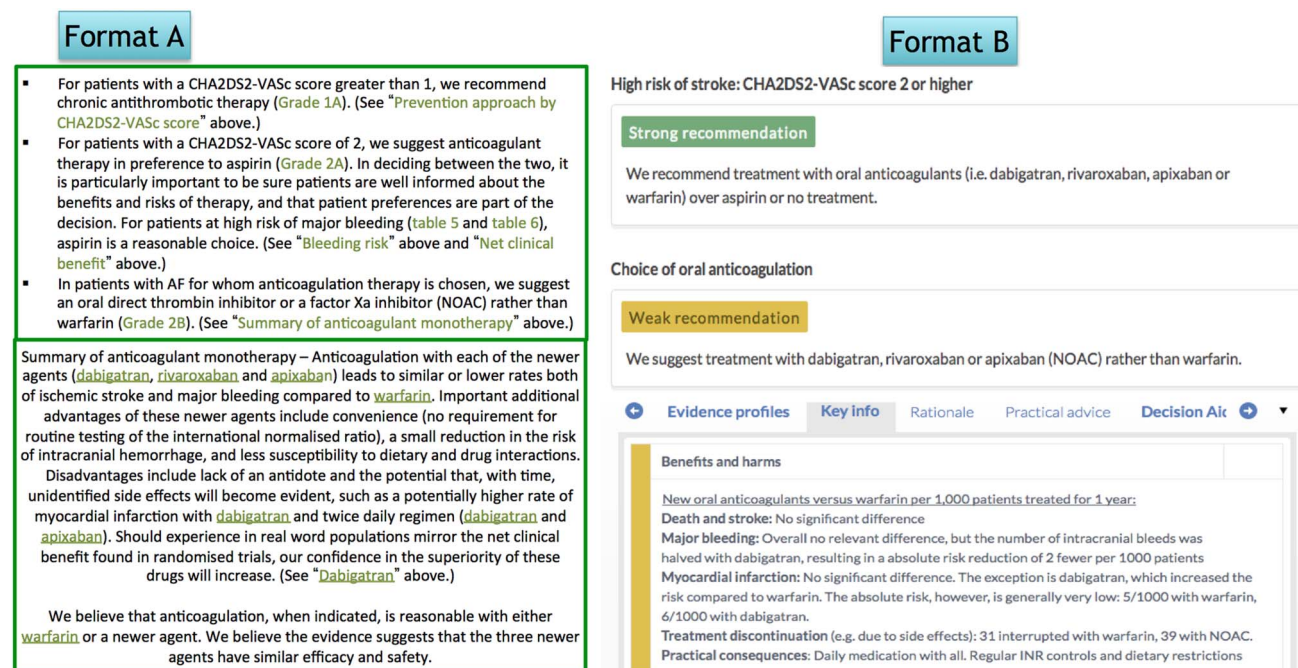 Format A
▪ For patients with a CHA2DS2-VASc score greater than 1, we recommend
chronic antithrombotic therapy (Grade 1A). (See “Prevention approach by
CHA2DS2-VASc score” above.)
▪ For patients with a CHA2DS2-VASc score of 2, we suggest anticoagulant
therapy in preference to aspirin (Grade 2A). In deciding between the two, it
is particularly important to be sure patients are well informed about the
benefits and risks of therapy, and that patient preferences are part of the
decision. For patients at high risk of major bleeding (table 5 and table 6),
aspirin is a reasonable choice. (See “Bleeding risk” above and “Net clinical
benefit” above.)
▪ In patients with AF for whom anticoagulation therapy is chosen, we suggest
an oral direct thrombin inhibitor or a factor Xa inhibitor (NOAC) rather than
warfarin (Grade 2B). (See “Summary of anticoagulant monotherapy” above.)
Summary of anticoagulant monotherapy – Anticoagulation with each of the newer
agents (dabigatran, rivaroxaban and apixaban) leads to similar or lower rates both
of ischemic stroke and major bleeding compared to warfarin. Important additional
advantages of these newer agents include convenience (no requirement for
routine testing of the international normalised ratio), a small reduction in the risk
of intracranial hemorrhage, and less susceptibility to dietary and drug interactions.
Disadvantages include lack of an antidote and the potential that, with time,
unidentified side effects will become evident, such as a potentially higher rate of
myocardial infarction with dabigatran and twice daily regimen (dabigatran and
apixaban). Should experience in real word populations mirror the net clinical
benefit found in randomised trials, our confidence in the superiority of these
drugs will increase. (See “Dabigatran” above.)
We believe that anticoagulation, when indicated, is reasonable with either
warfarin or a newer agent. We believe the evidence suggests that the three newer
agents have similar efficacy and safety.
Format B
High risk of stroke: CHA2DS2-VASc score 2 or higher
Strong recommendation
We recommend treatment with oral anticoagulants (i.e. dabigatran, rivaroxaban, apixaban or
warfarin) over aspirin or no treatment.
Choice of oral anticoagulation
Weak recommendation
We suggest treatment with dabigatran, rivaroxaban or apixaban (NOAC) rather than warfarin.
Evidence profiles Key info Rationale Practical advice Decision Aic
Benefits and harms
New oral anticoagulants versus warfarin per 1,000 patients treated for 1 year:
Death and stroke: No significant difference
Major bleeding: Overall no relevant difference, but the number of intracranial bleeds was
halved with dabigatran, resulting in a absolute risk reduction of 2 fewer per 1000 patients
Myocardial infarction: No significant difference. The exception is dabigatran, which increased the
risk compared to warfarin. The absolute risk, however, is generally very low: 5/1000 with warfarin,
6/1000 with dabigatran.
Treatment discontinuation (e.g. due to side effects): 31 interrupted with warfarin, 39 with NOAC.
Practical consequences: Daily medication with all. Regular INR controls and dietary restrictions